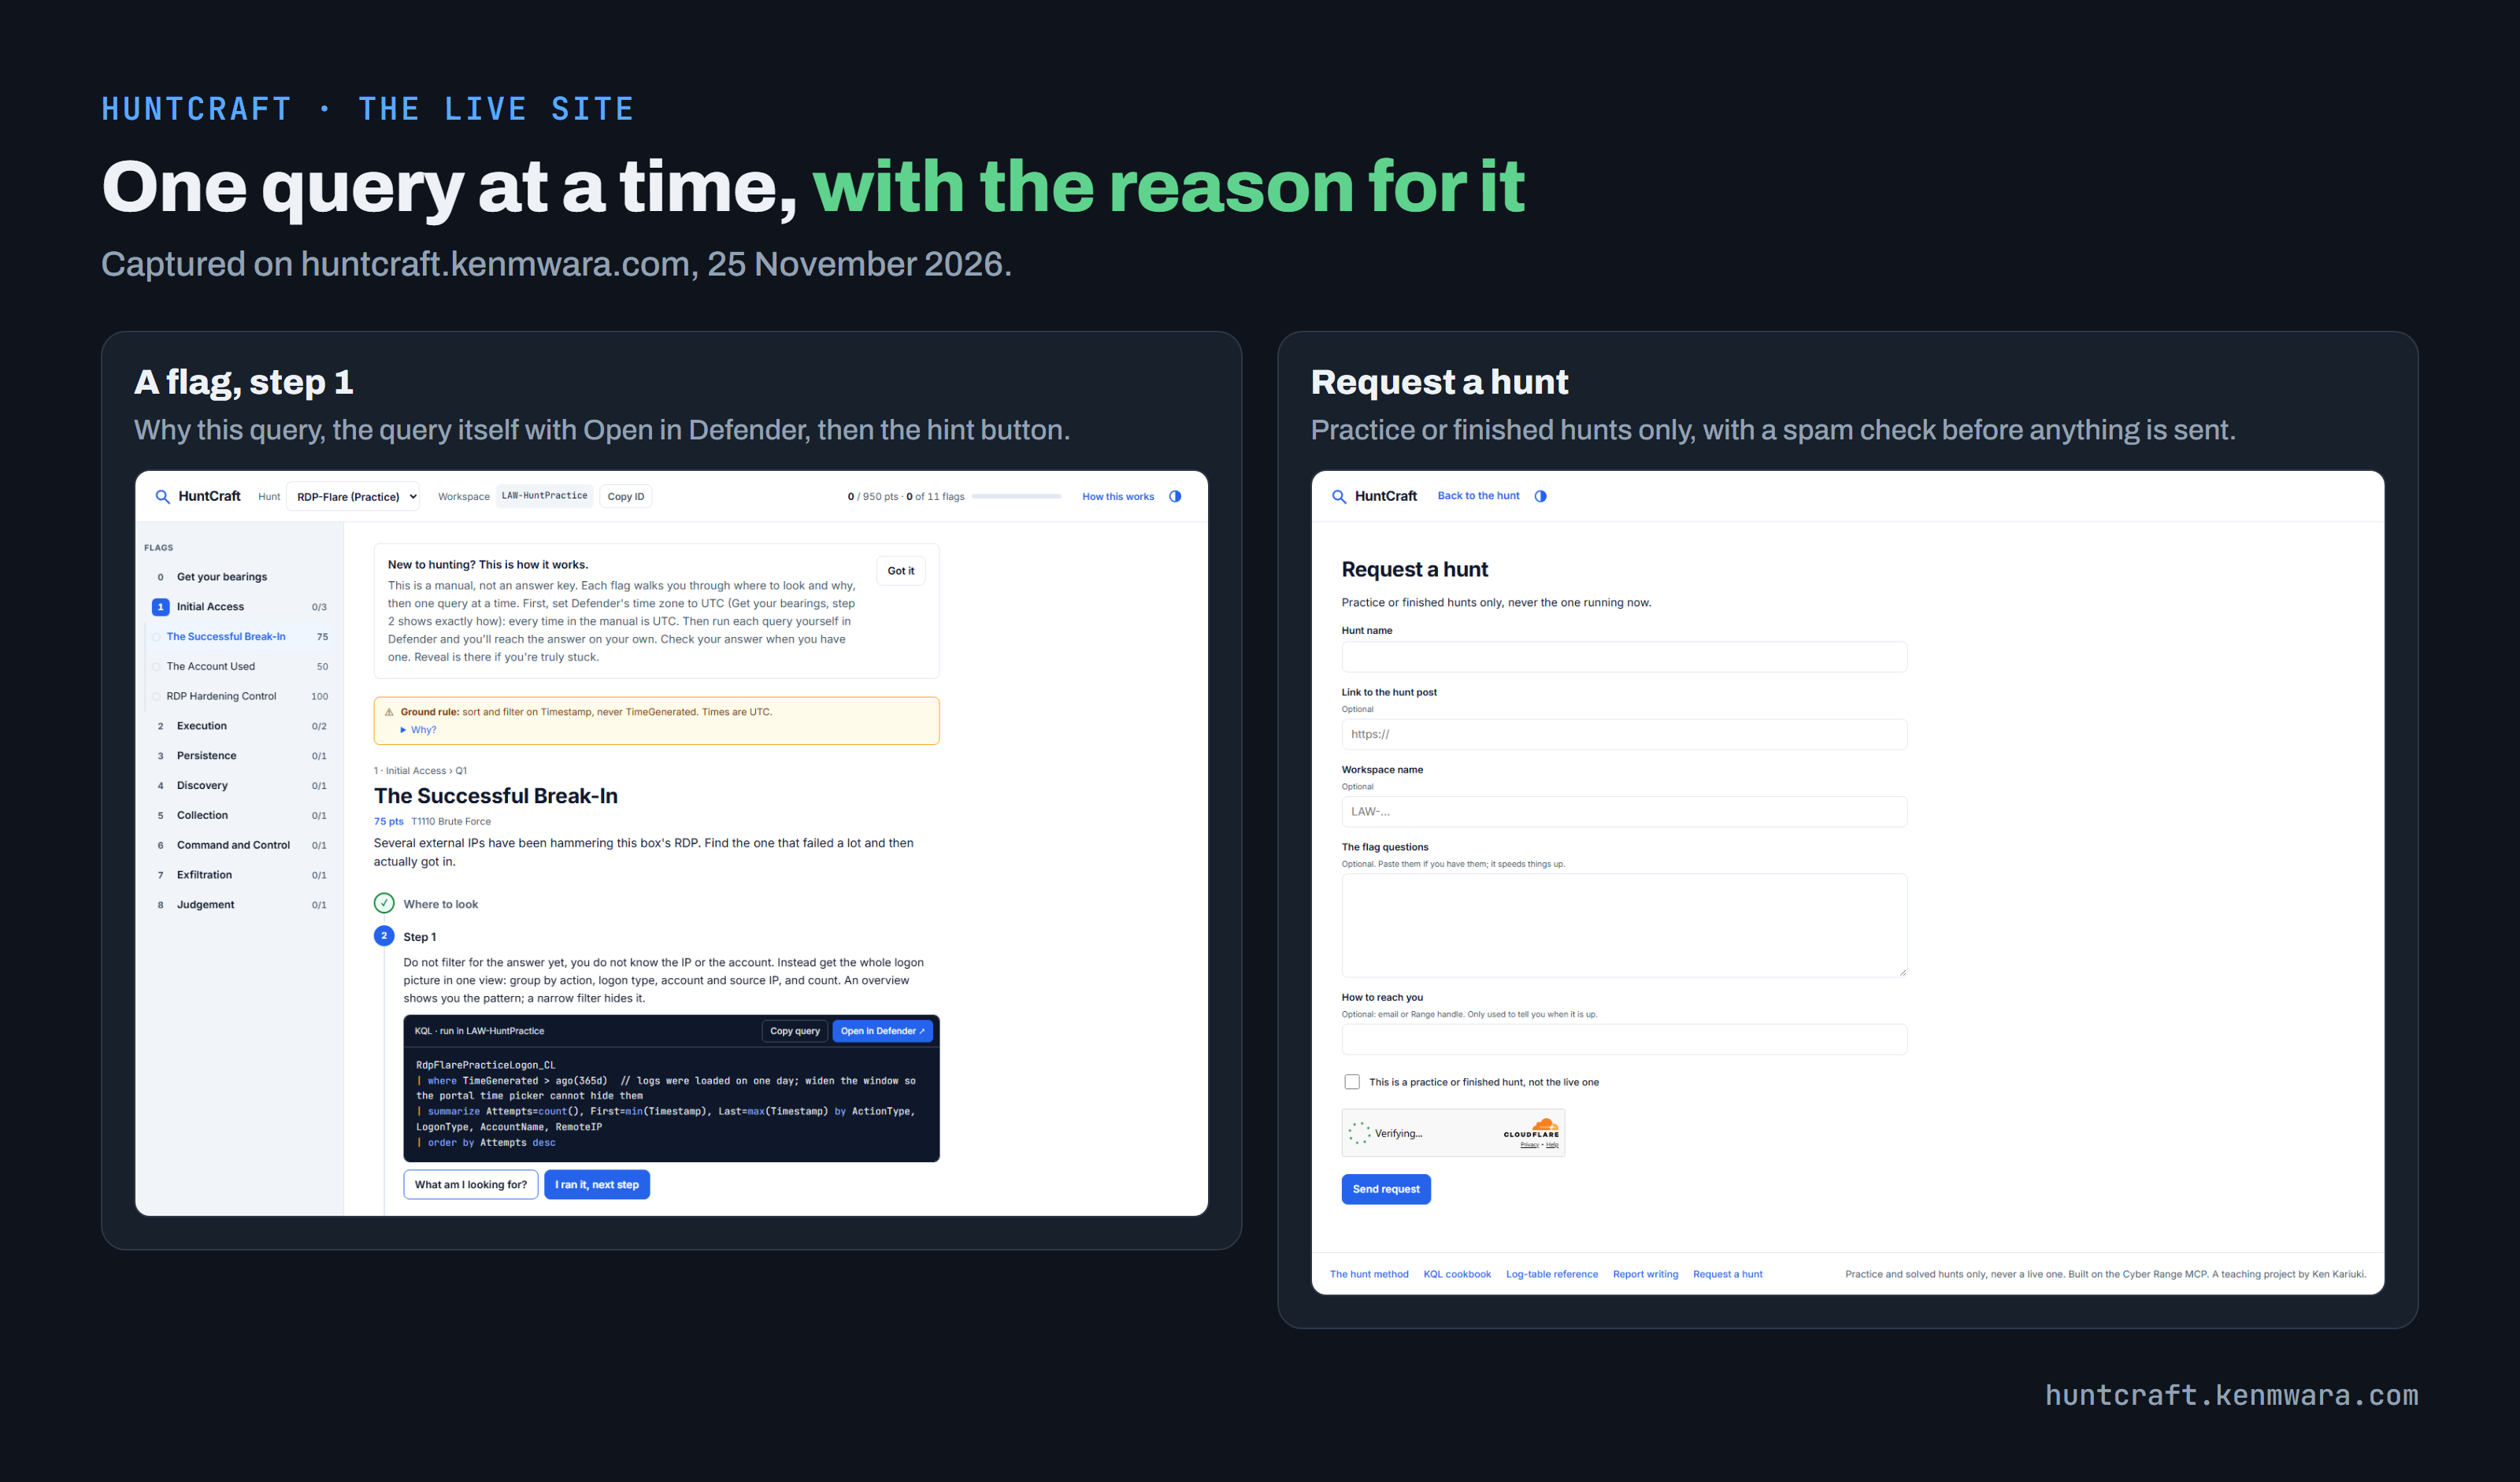 HUNTCRAFT · THE LIVE SITE
One query at a time, with the reason for it
Captured on huntcraft.kenmwara.com, 25 November 2026.
A flag, step 1
Why this query, the query itself with Open in Defender, then the hint button.
HuntCraft Hunt RDP-Flare (Practice) Workspace LAW-HuntPractice Copy ID 0 / 950 pts · 0 of 11 flags How this works
FLAGS
0 Get your bearings
1 Initial Access 0/3
The Successful Break-In 75
The Account Used 50
RDP Hardening Control 100
2 Execution 0/2
3 Persistence 0/1
4 Discovery 0/1
5 Collection 0/1
6 Command and Control 0/1
7 Exfiltration 0/1
8 Judgement 0/1
New to hunting? This is how it works.
This is a manual, not an answer key. Each flag walks you through where to look and why,
then one query at a time. First, set Defender's time zone to UTC (Get your bearings, step
2 shows exactly how): every time in the manual is UTC. Then run each query yourself in
Defender and you'll reach the answer on your own. Check your answer when you have
one. Reveal is there if you're truly stuck.
Got it
⚠ Ground rule: sort and filter on Timestamp, never TimeGenerated. Times are UTC.
▶ Why?
1 · Initial Access › Q1
The Successful Break-In
75 pts T1110 Brute Force
Several external IPs have been hammering this box's RDP. Find the one that failed a lot and then
actually got in.
✓ Where to look
2 Step 1
Do not filter for the answer yet, you do not know the IP or the account. Instead get the whole logon
picture in one view: group by action, logon type, account and source IP, and count. An overview
shows you the pattern; a narrow filter hides it.
KQL · run in LAW-HuntPractice Copy query Open in Defender ↗
RdpFlarePracticeLogon_CL
| where TimeGenerated > ago(365d) // logs were loaded on one day; widen the window so
the portal time picker cannot hide them
| summarize Attempts=count(), First=min(Timestamp), Last=max(Timestamp) by ActionType,
LogonType, AccountName, RemoteIP
| order by Attempts desc
What am I looking for? I ran it, next step
Request a hunt
Practice or finished hunts only, with a spam check before anything is sent.
HuntCraft Back to the hunt
Request a hunt
Practice or finished hunts only, never the one running now.
Hunt name
Link to the hunt post
Optional
https://
Workspace name
Optional
LAW-...
The flag questions
Optional. Paste them if you have them; it speeds things up.
How to reach you
Optional: email or Range handle. Only used to tell you when it is up.
This is a practice or finished hunt, not the live one
Verifying...
CLOUDFLARE
Privacy • Help
Send request
The hunt method KQL cookbook Log-table reference Report writing Request a hunt Practice and solved hunts only, never a live one. Built on the Cyber Range MCP. A teaching project by Ken Kariuki.
huntcraft.kenmwara.com